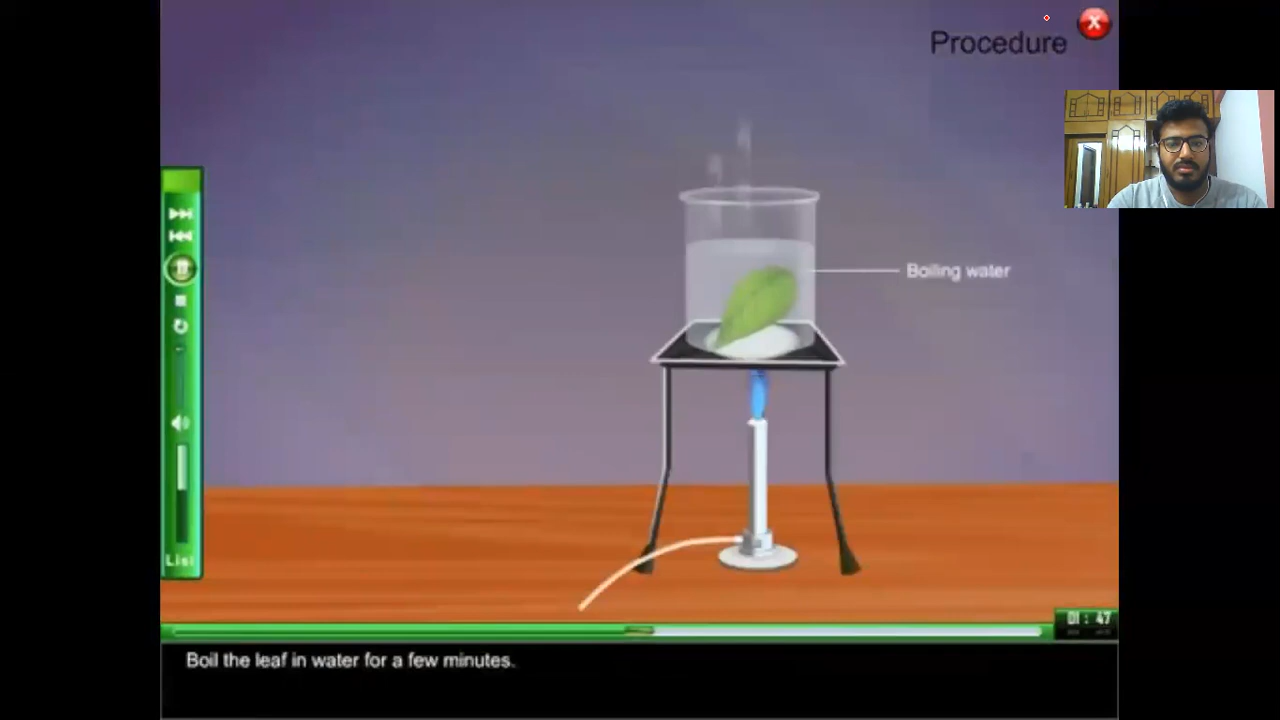 Procedure
X
Boiling water
List
01 : 47
Boil the leaf in water for a few minutes.